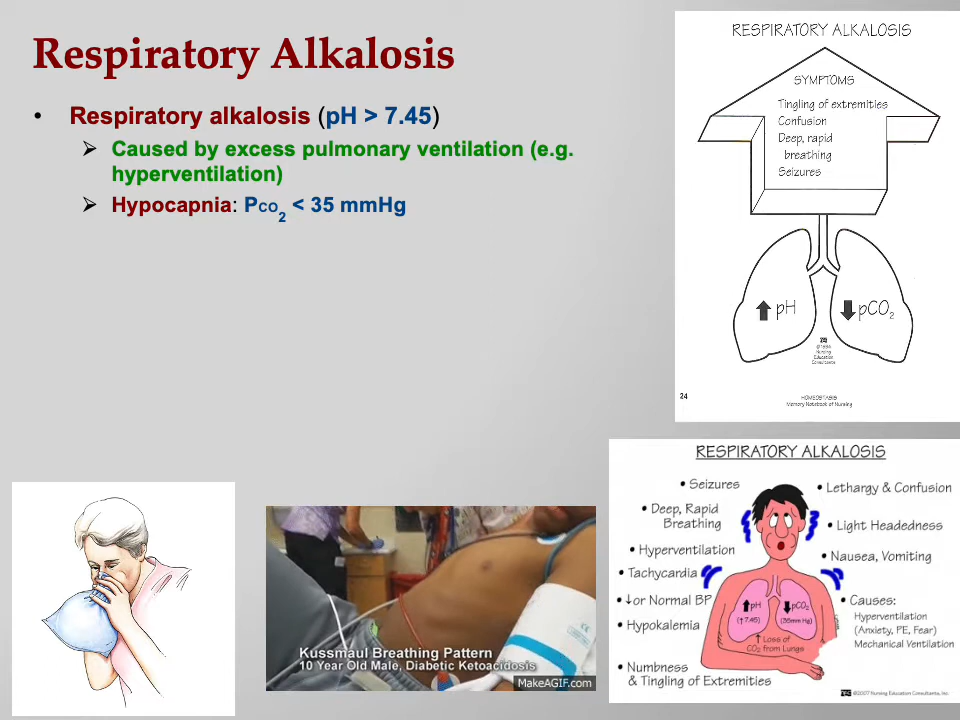 Respiratory Alkalosis
• Respiratory alkalosis (pH > 7.45)
➢ Caused by excess pulmonary ventilation (e.g.
hyperventilation)
➢ Hypocapnia: PCO2 < 35 mmHg
RESPIRATORY ALKALOSIS
SYMPTOMS
Tingling of extremities
Confusion
Deep, rapid
breathing
Seizures
↑ pH
↓ pCO2
©1994
Nursing
Education
Consultants
24
HOMEOSTASIS
Memory Notebook of Nursing
Kussmaul Breathing Pattern
10 Year Old Male, Diabetic Ketoacidosis
MakeAGIF.com
RESPIRATORY ALKALOSIS
• Seizures
• Deep, Rapid
Breathing
• Hyperventilation
• Tachycardia
• ↓ or Normal BP
• Hypokalemia
• Numbness
& Tingling of Extremities
• Lethargy & Confusion
• Light Headedness
• Nausea, Vomiting
• Causes:
Hyperventilation
(Anxiety, PE, Fear)
Mechanical Ventilation
↑ pH
(↑ 7.45)
↓ pCO2
(35mm Hg)
↑ Loss of
CO2 from Lungs
©2007 Nursing Education Consultants, Inc.